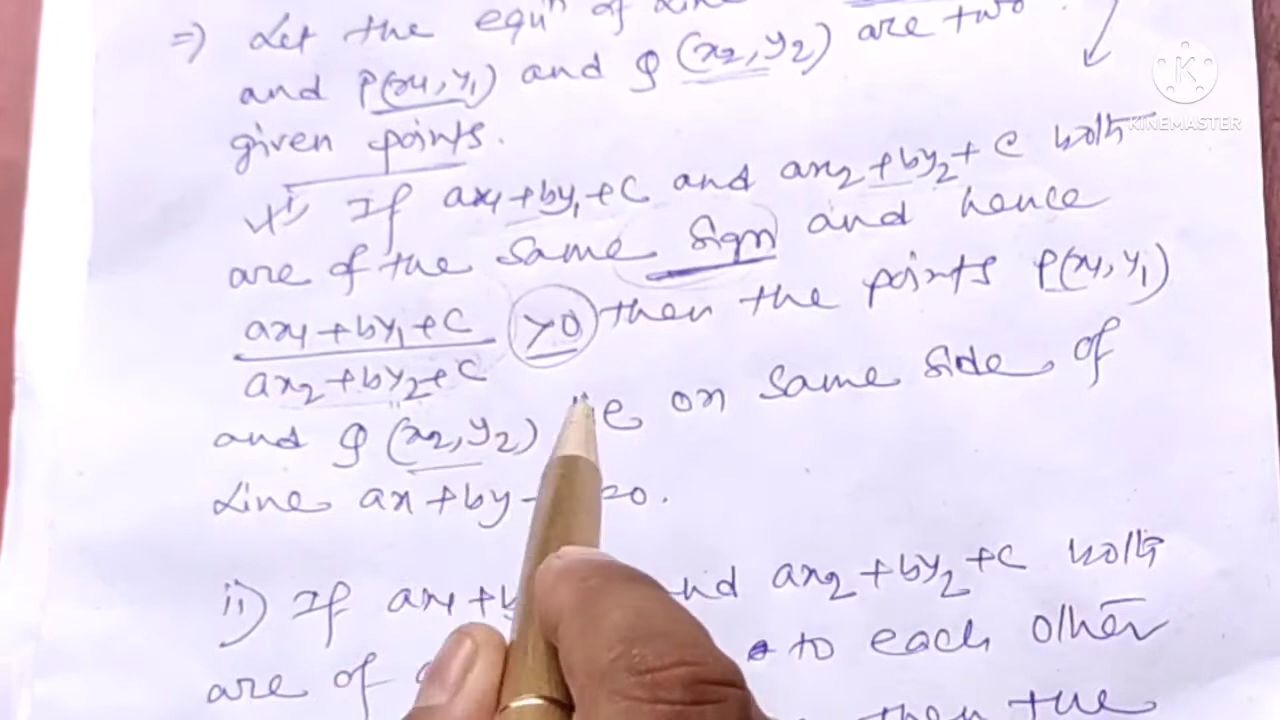 =) Let the equⁿ of Line
and P(x1, y1) and Q (x2, y2) are two
given points.
i) If ax1+by1+c and ax2+by2+c both
are of the same sign and hence
ax1+by1+c
ax2+by2+c
>0 then the points P(x1, y1)
and Q (x2, y2) on same side of
Line ax+by =0.
ii) If ax1+ ax2+by2+c both
are of to each other
then the
KINEMASTER